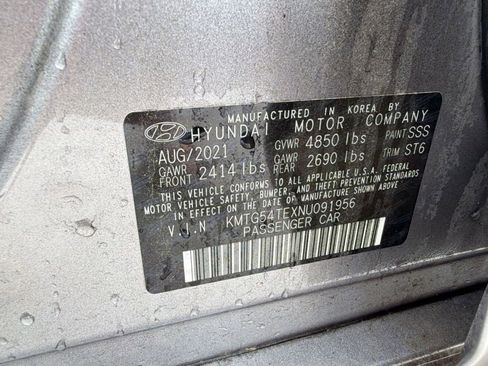 MANUFACTURED IN KOREA BY
HYUNDAI MOTOR COMPANY
AUG/2021 GVWR 4850 lbs PAINT SSS
GAWR FRONT 2414 lbs GAWR REAR 2690 lbs TRIM ST6
THIS VEHICLE CONFORMS TO ALL APPLICABLE U.S.A. FEDERAL
MOTOR VEHICLE SAFETY, BUMPER, AND THEFT PREVENTION STANDARDS
IN EFFECT ON THE DATE OF MANUFACTURE SHOWN ABOVE.
V.I.N KMTG54TEXNU091956
PASSENGER CAR